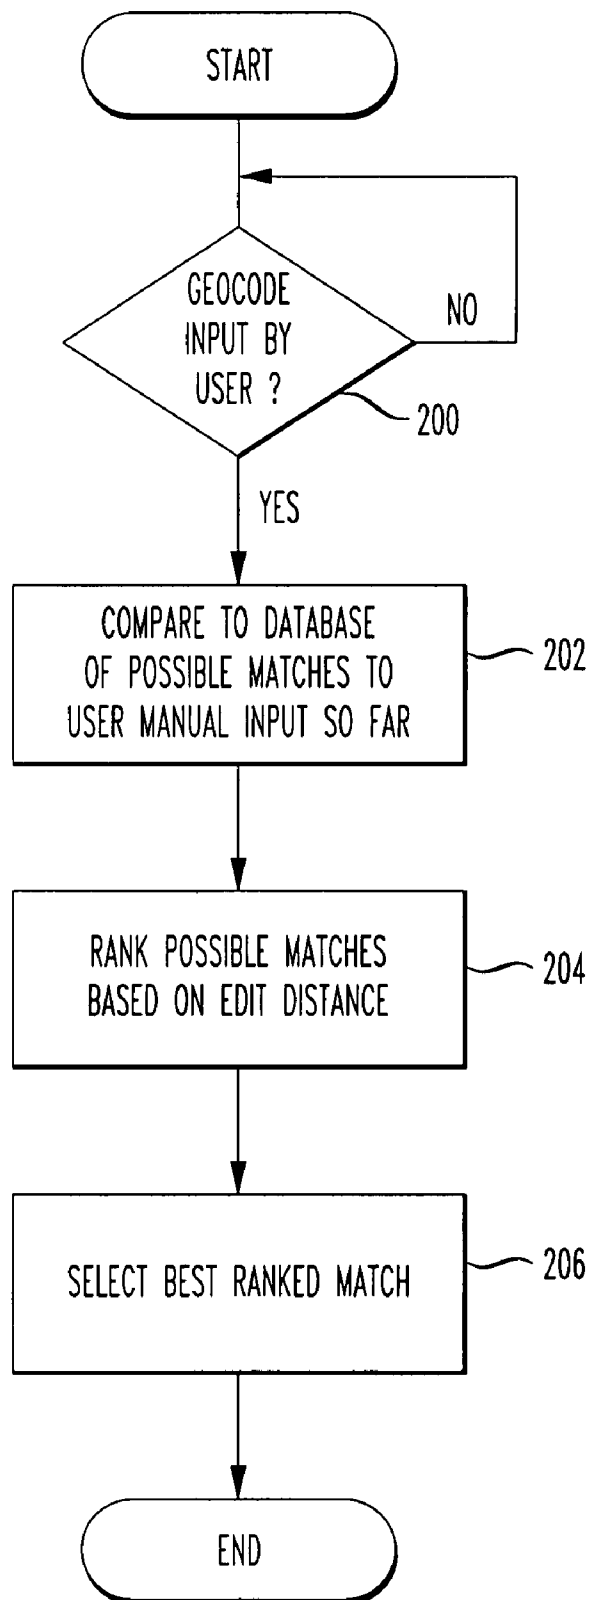 START
GEOCODE
INPUT BY
USER ?
NO
200
YES
COMPARE TO DATABASE
OF POSSIBLE MATCHES TO
USER MANUAL INPUT SO FAR
202
RANK POSSIBLE MATCHES
BASED ON EDIT DISTANCE
204
SELECT BEST RANKED MATCH
206
END